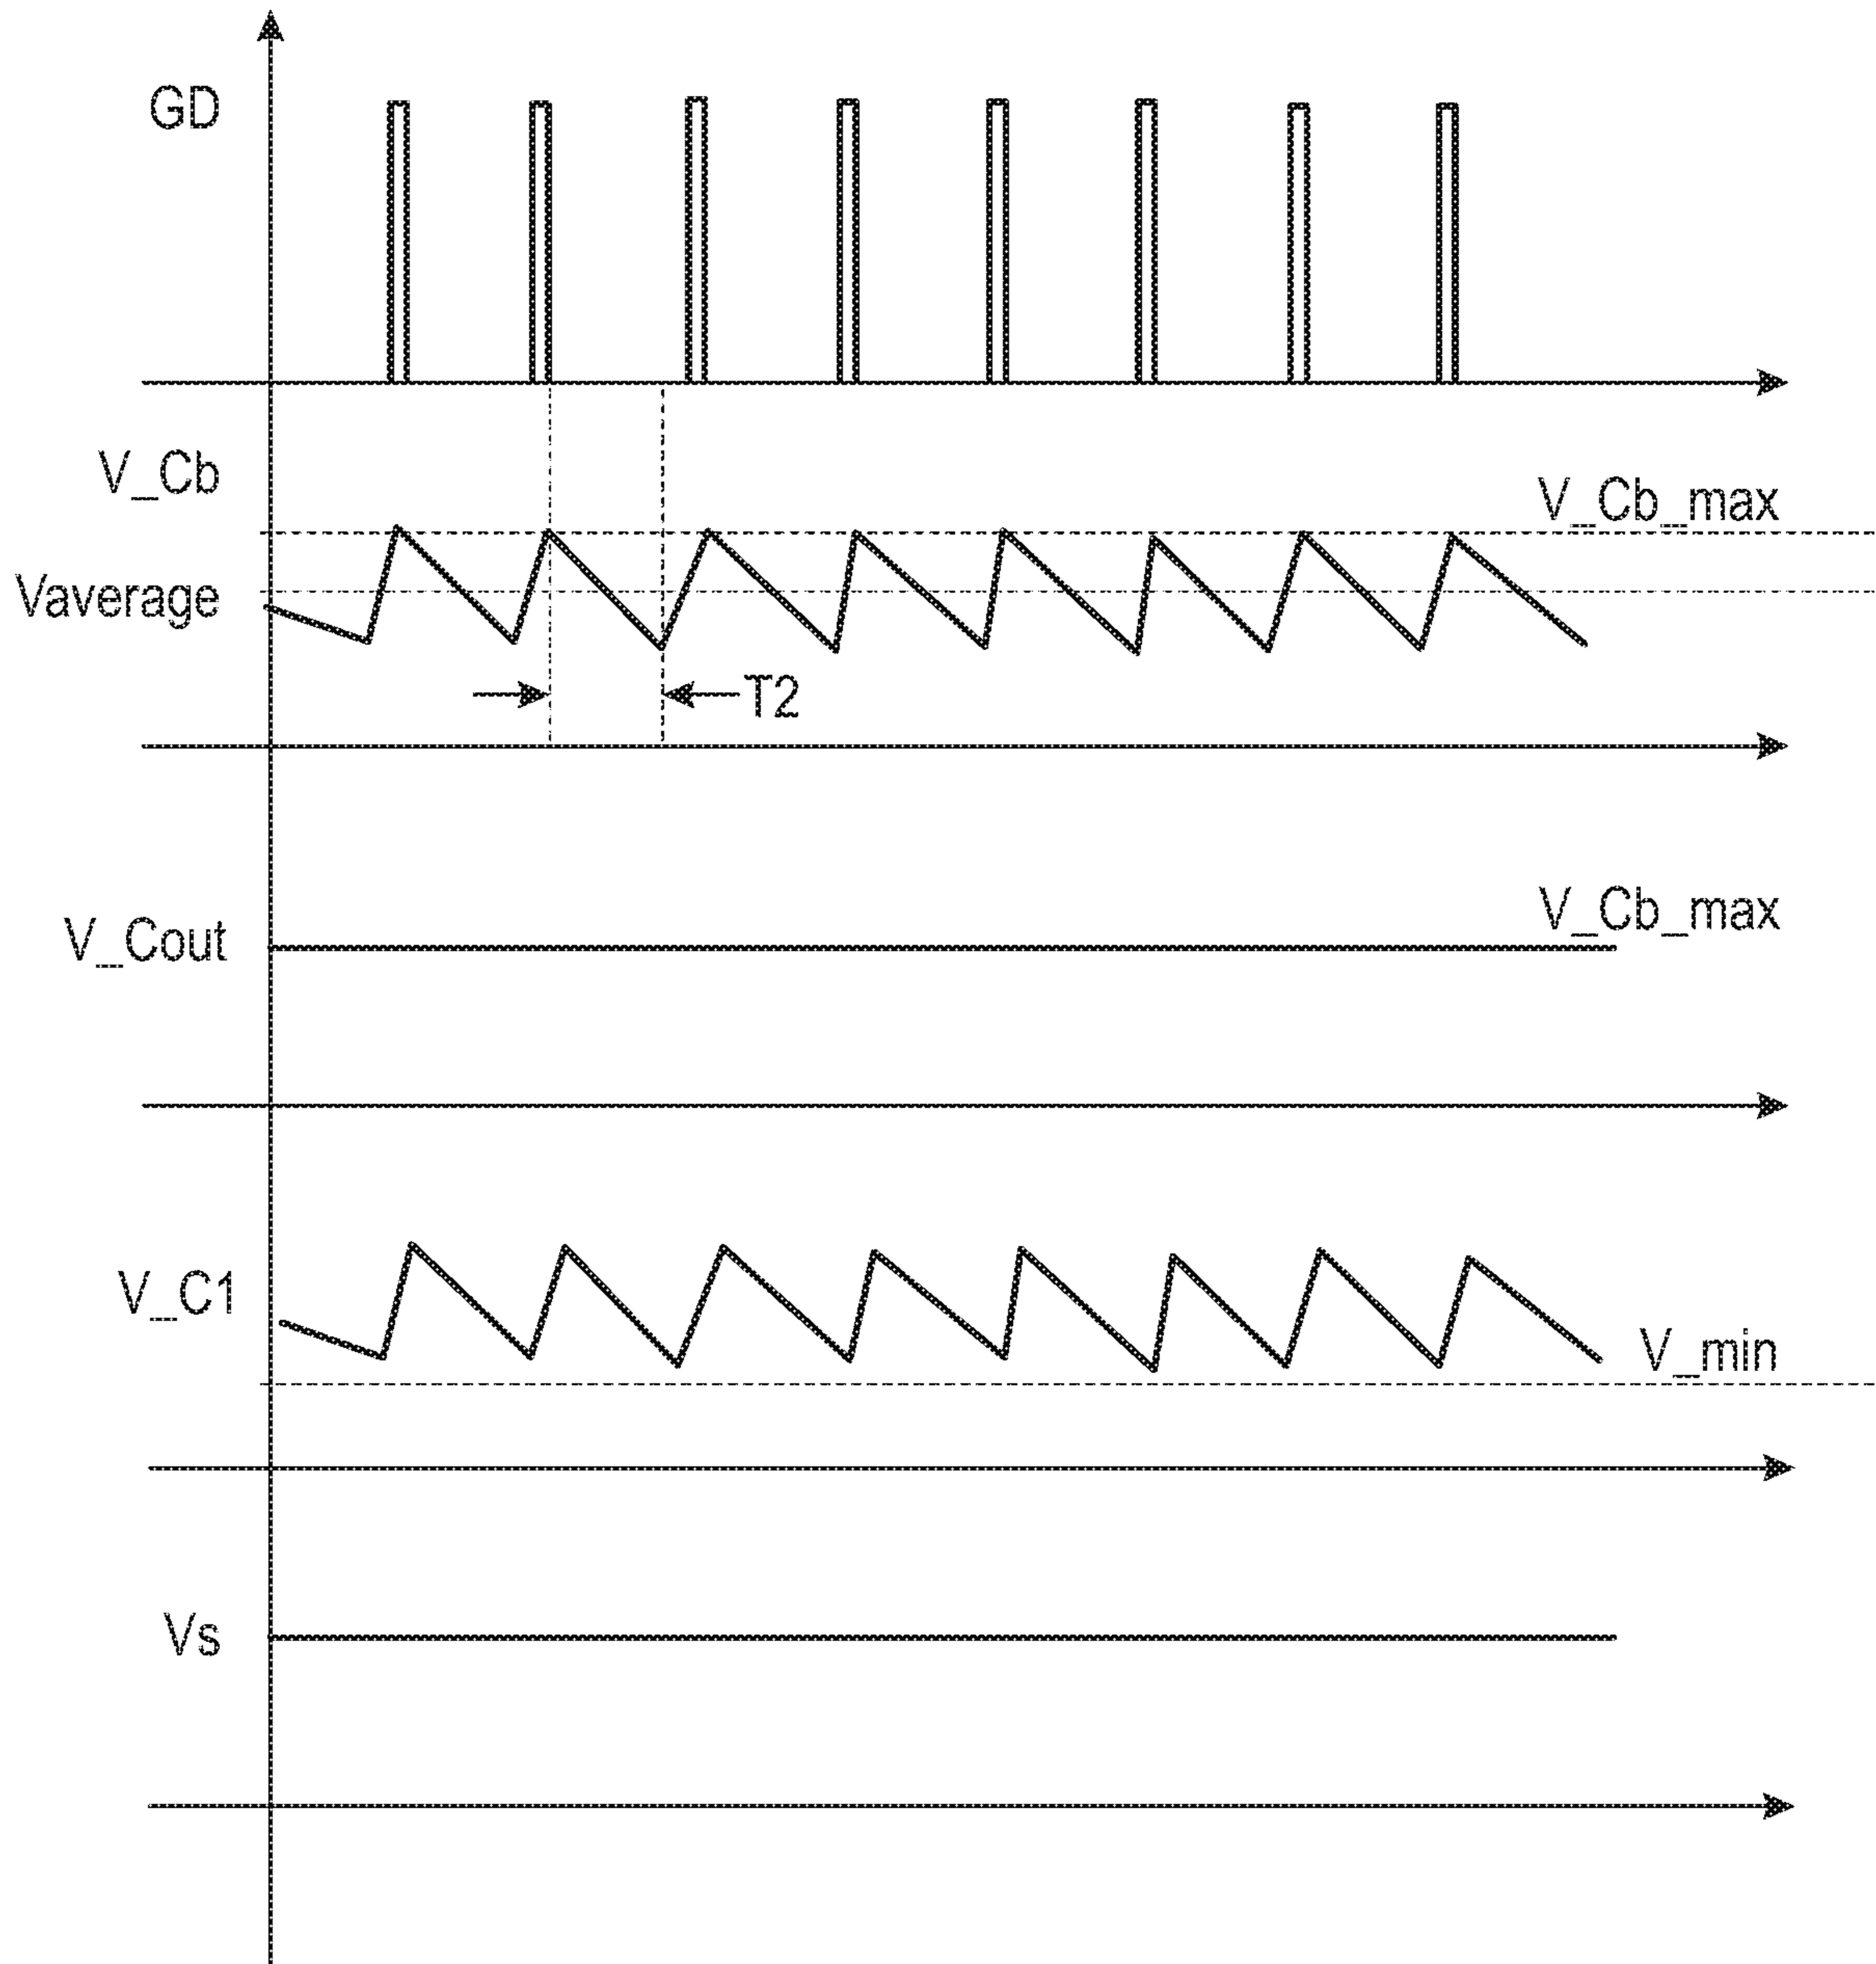 GD
V_Cb
V_Cb_max
Vaverage
T2
V_Cb_max
V_Cout
V_C1
V_min
Vs